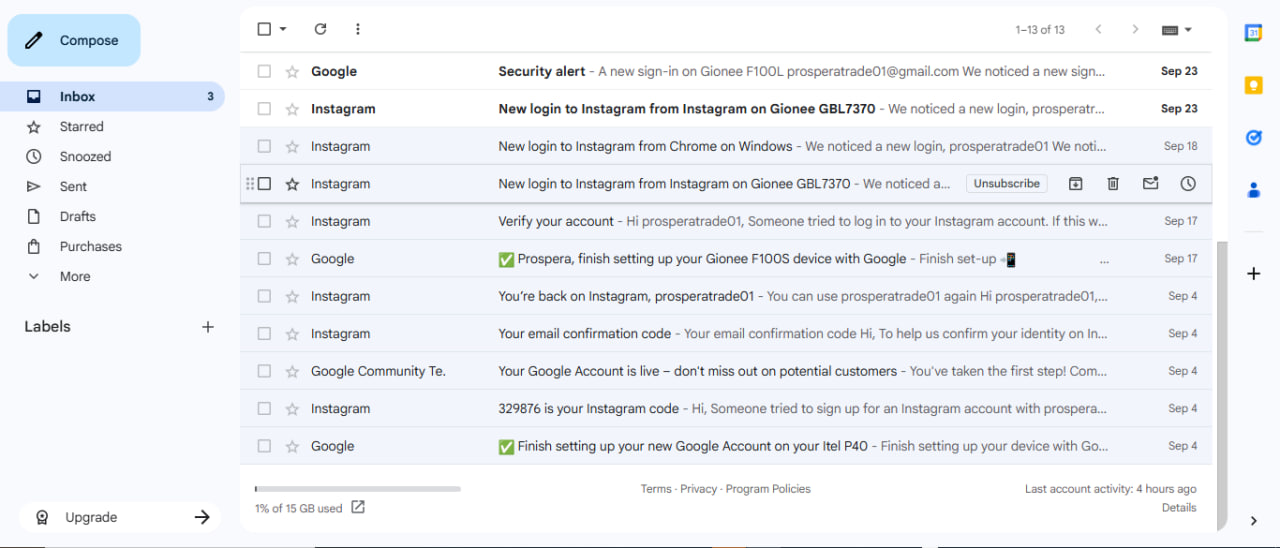 Compose
Inbox 3
Starred
Snoozed
Sent
Drafts
Purchases
More
Labels
Upgrade
1–13 of 13
Google Security alert - A new sign-in on Gionee F100L prosperatrade01@gmail.com We noticed a new sign... Sep 23
Instagram New login to Instagram from Instagram on Gionee GBL7370 - We noticed a new login, prosperatr... Sep 23
Instagram New login to Instagram from Chrome on Windows - We noticed a new login, prosperatrade01 We noti... Sep 18
Instagram New login to Instagram from Instagram on Gionee GBL7370 - We noticed a... Unsubscribe
Instagram Verify your account - Hi prosperatrade01, Someone tried to log in to your Instagram account. If this w... Sep 17
Google ✅ Prospera, finish setting up your Gionee F100S device with Google - Finish set-up 📲 ... Sep 17
Instagram You’re back on Instagram, prosperatrade01 - You can use prosperatrade01 again Hi prosperatrade01,... Sep 4
Instagram Your email confirmation code - Your email confirmation code Hi, To help us confirm your identity on In... Sep 4
Google Community Te. Your Google Account is live – don't miss out on potential customers - You've taken the first step! Com... Sep 4
Instagram 329876 is your Instagram code - Hi, Someone tried to sign up for an Instagram account with prospera... Sep 4
Google ✅ Finish setting up your new Google Account on your Itel P40 - Finish setting up your device with Go... Sep 4
1% of 15 GB used
Terms · Privacy · Program Policies
Last account activity: 4 hours ago
Details
31